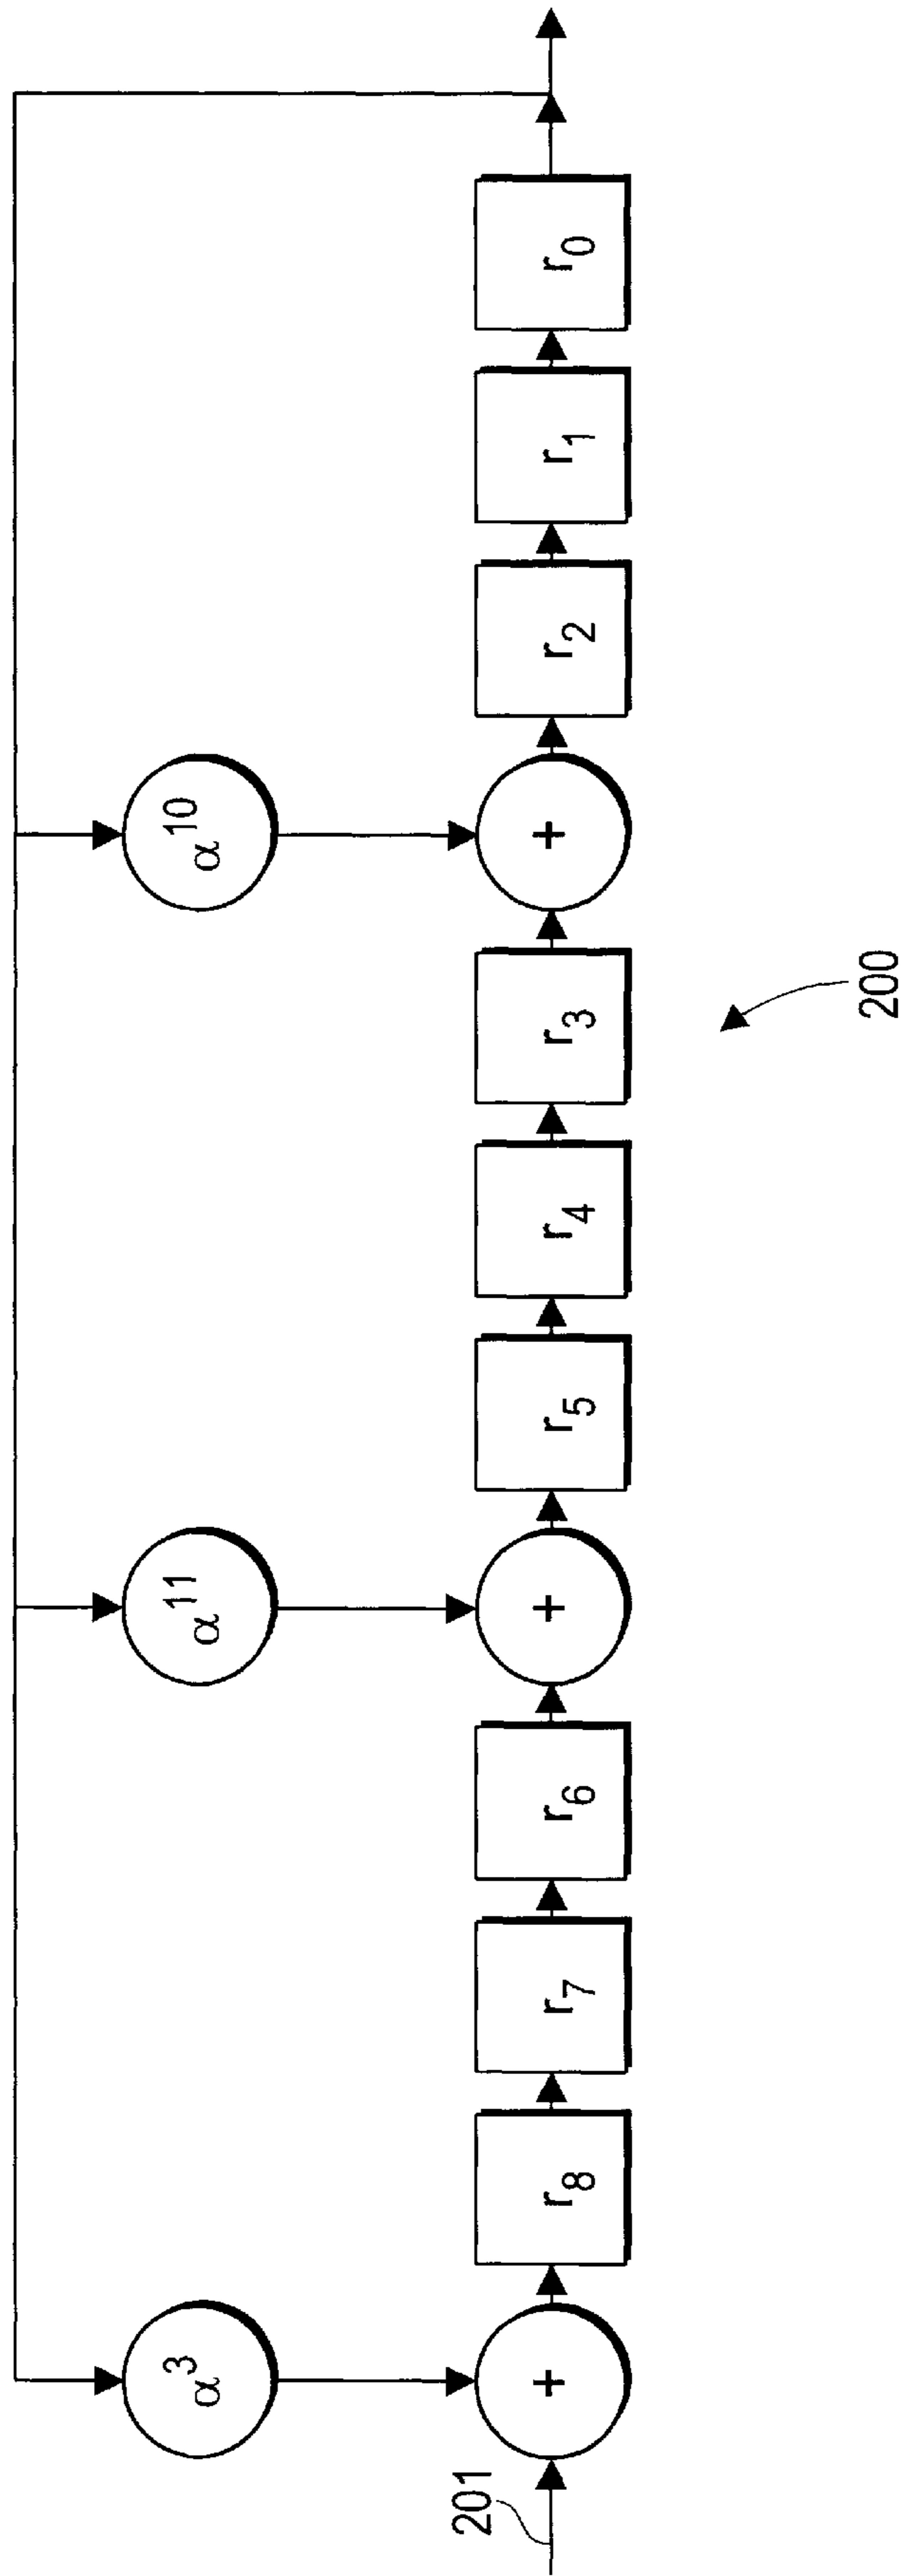 α³ α¹¹ α¹⁰
201 + r₈ r₇ r₆ + r₅ r₄ r₃ + r₂ r₁ r₀
200